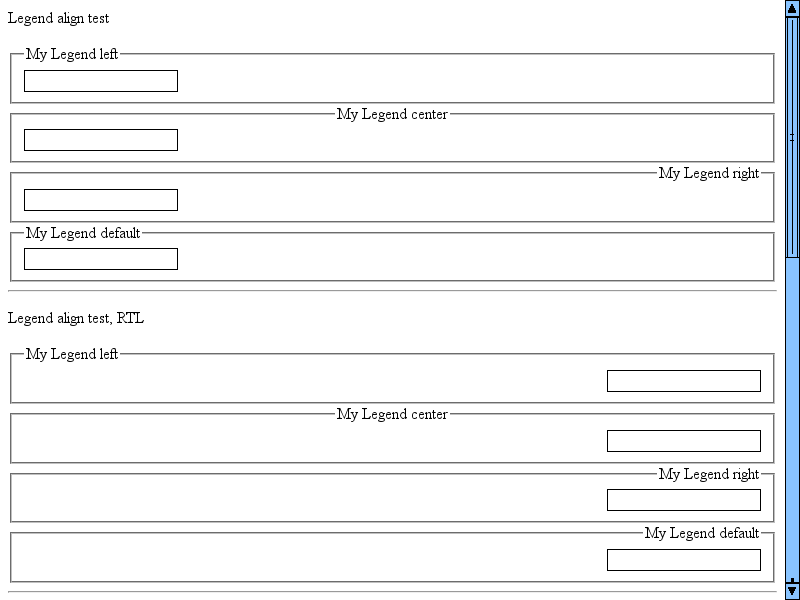 Legend align test
My Legend left
My Legend center
My Legend right
My Legend default
Legend align test, RTL
My Legend left
My Legend center
My Legend right
My Legend default